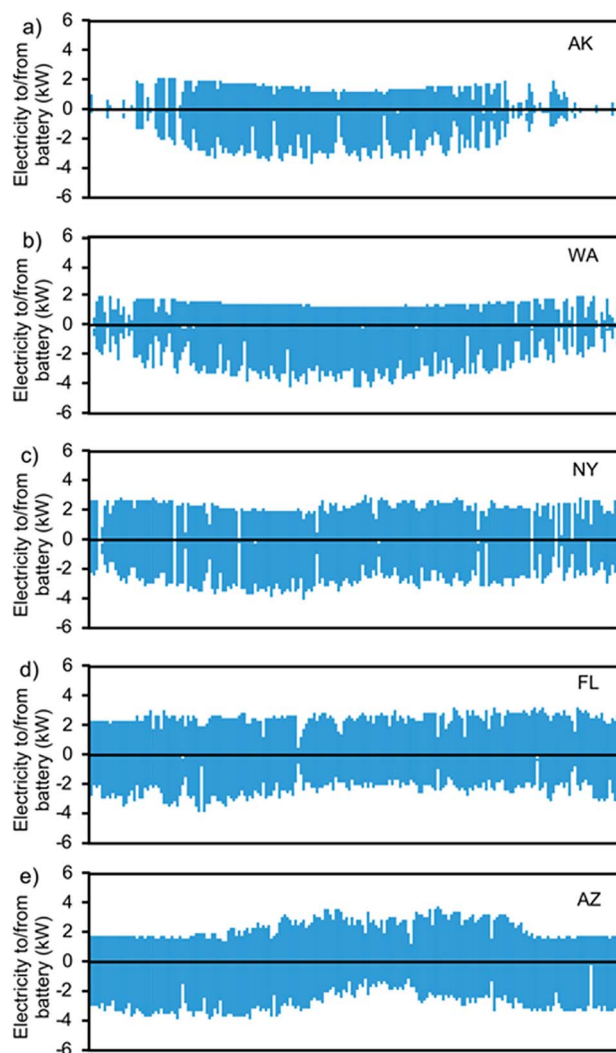 a)
Electricity to/from
battery (kW)
6
4
2
0
-2
-4
-6
AK
b)
Electricity to/from
battery (kW)
6
4
2
0
-2
-4
-6
WA
c)
Electricity to/from
battery (kW)
6
4
2
0
-2
-4
-6
NY
d)
Electricity to/from
battery (kW)
6
4
2
0
-2
-4
-6
FL
e)
Electricity to/from
battery (kW)
6
4
2
0
-2
-4
-6
AZ